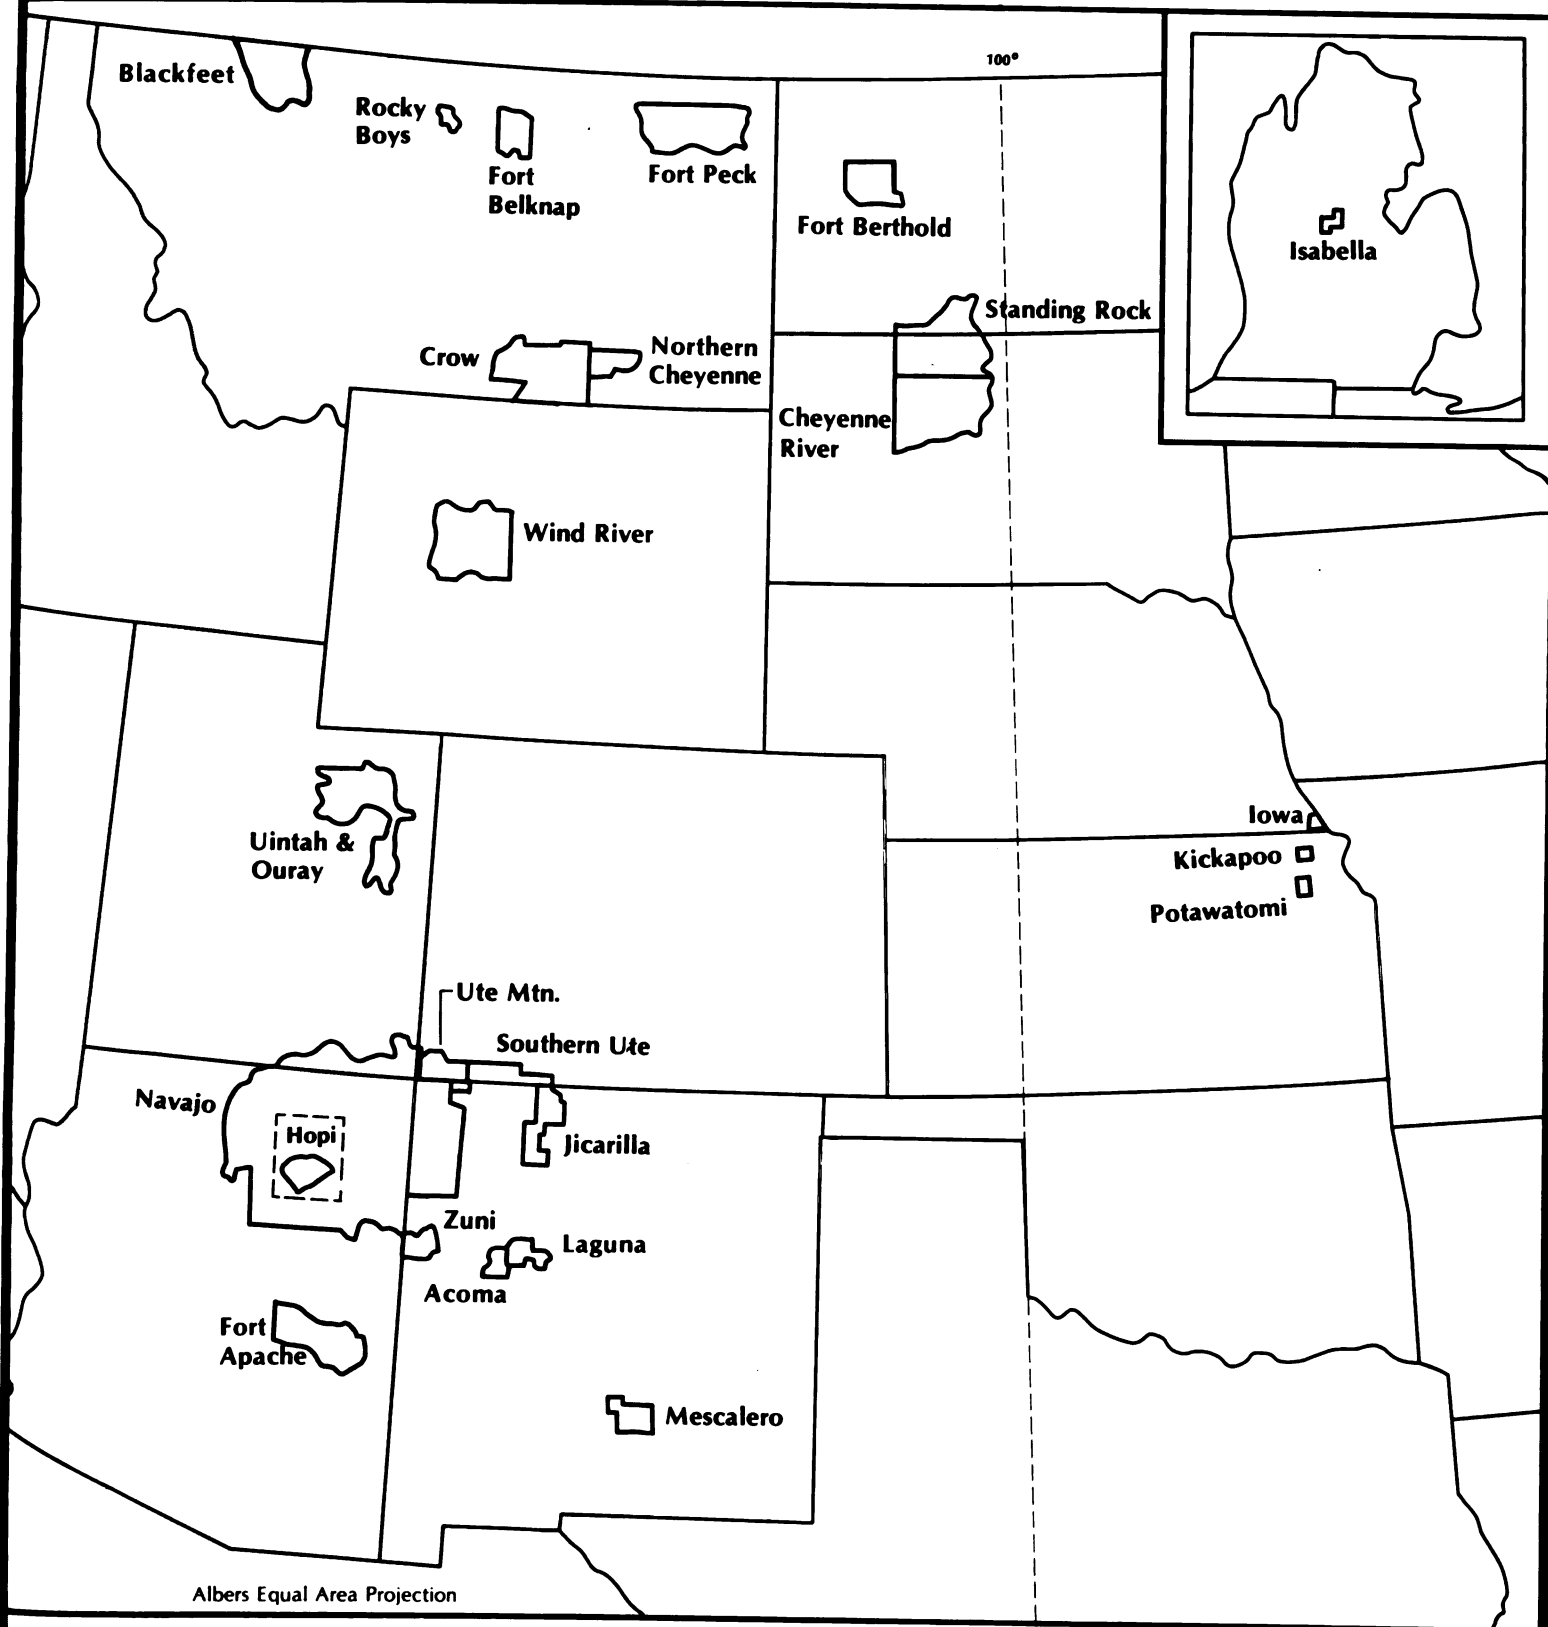 100°
Blackfeet
Rocky
Boys
Fort
Belknap
Fort Peck
Fort Berthold
Isabella
Standing Rock
Crow
Northern
Cheyenne
Cheyenne
River
Wind River
Uintah &
Ouray
Iowa
Kickapoo
Potawatomi
Ute Mtn.
Southern Ute
Navajo
Hopi
Jicarilla
Zuni
Laguna
Acoma
Fort
Apache
Mescalero
Albers Equal Area Projection